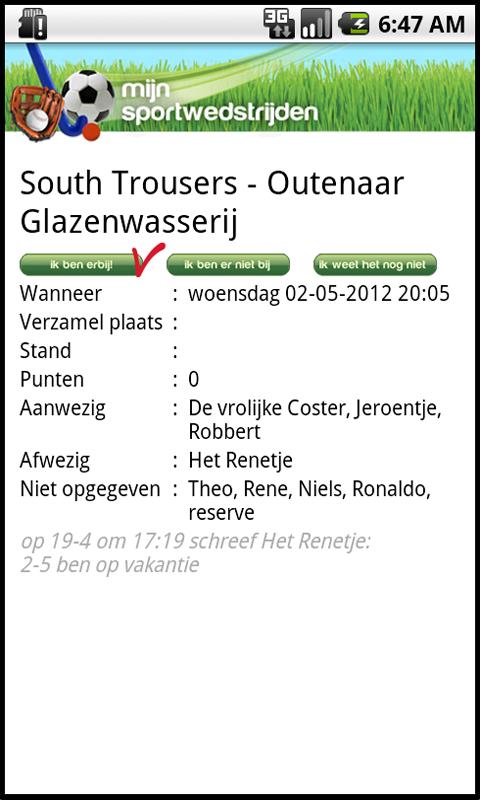 3G 6:47 AM
mijn
sportwedstrijden
South Trousers - Outenaar
Glazenwasserij
ik ben erbij! ik ben er niet bij ik weet het nog niet
Wanneer : woensdag 02-05-2012 20:05
Verzamel plaats :
Stand :
Punten : 0
Aanwezig : De vrolijke Coster, Jeroentje,
Robbert
Afwezig : Het Renetje
Niet opgegeven : Theo, Rene, Niels, Ronaldo,
reserve
op 19-4 om 17:19 schreef Het Renetje:
2-5 ben op vakantie